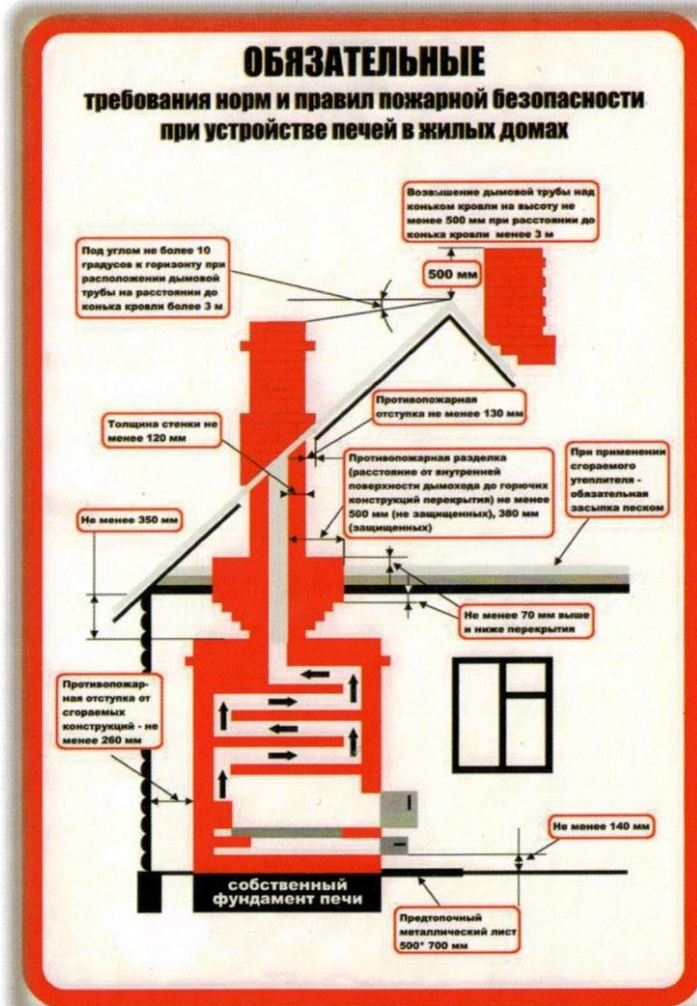 ОБЯЗАТЕЛЬНЫЕ
требования норм и правил пожарной безопасности
при устройстве печей в жилых домах
Возвышение дымовой трубы над
коньком кровли на высоту не
менее 500 мм при расстоянии до
конька кровли менее 3 м
Под углом не более 10
градусов к горизонту при
расположении дымовой
трубы на расстоянии до
конька кровли более 3 м
500 мм
Противопожарная
отступка не менее 130 мм
Толщина стенки не
менее 120 мм
Противопожарная разделка
(расстояние от внутренней
поверхности дымохода до горючих
конструкций перекрытия) не менее
500 мм (не защищенных), 380 мм
(защищенных)
При применении
сгораемого
утеплителя -
обязательная
засыпка песком
Не менее 350 мм
Не менее 70 мм выше
и ниже перекрытия
Противопожар-
ная отступка от
сгораемых
конструкций - не
менее 260 мм
Не менее 140 мм
собственный
фундамент печи
Предтопочный
металлический лист
500* 700 мм